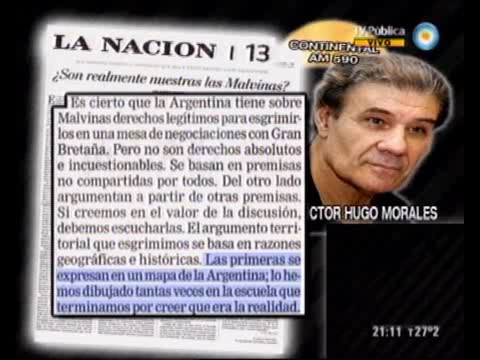 LA NACION | 13
¿Son realmente nuestras las Malvinas?
Es cierto que la Argentina tiene sobre
Malvinas derechos legítimos para esgrimir-
los en una mesa de negociaciones con Gran
Bretaña. Pero no son derechos absolutos
e incuestionables. Se basan en premisas
no compartidas por todos. Del otro lado
argumentan a partir de otras premisas.
Si creemos en el valor de la discusión,
debemos escucharlas. El argumento terri-
torial que esgrimimos se basa en razones
geográficas e históricas. Las primeras se
expresan en un mapa de la Argentina; lo he-
mos dibujado tantas veces en la escuela que
terminamos por creer que era la realidad.
TV Pública
VIVO
CONTINENTAL
AM 590
CTOR HUGO MORALES
21:11 T27º2